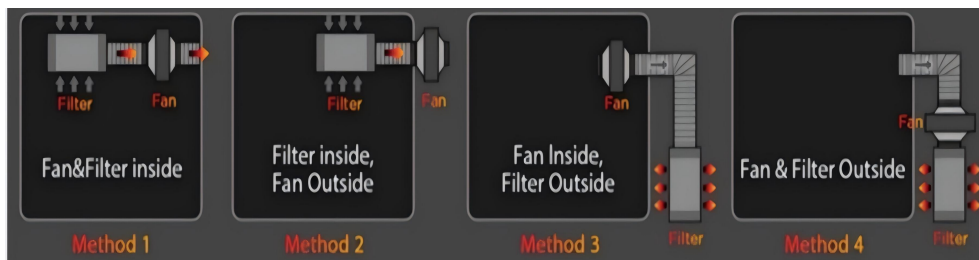 Filter
Fan
Fan&Filter inside
Method 1
Filter
Fan
Filter inside,
Fan Outside
Method 2
Fan
Fan Inside,
Filter Outside
Filter
Method 3
Fan
Fan & Filter Outside
Filter
Method 4